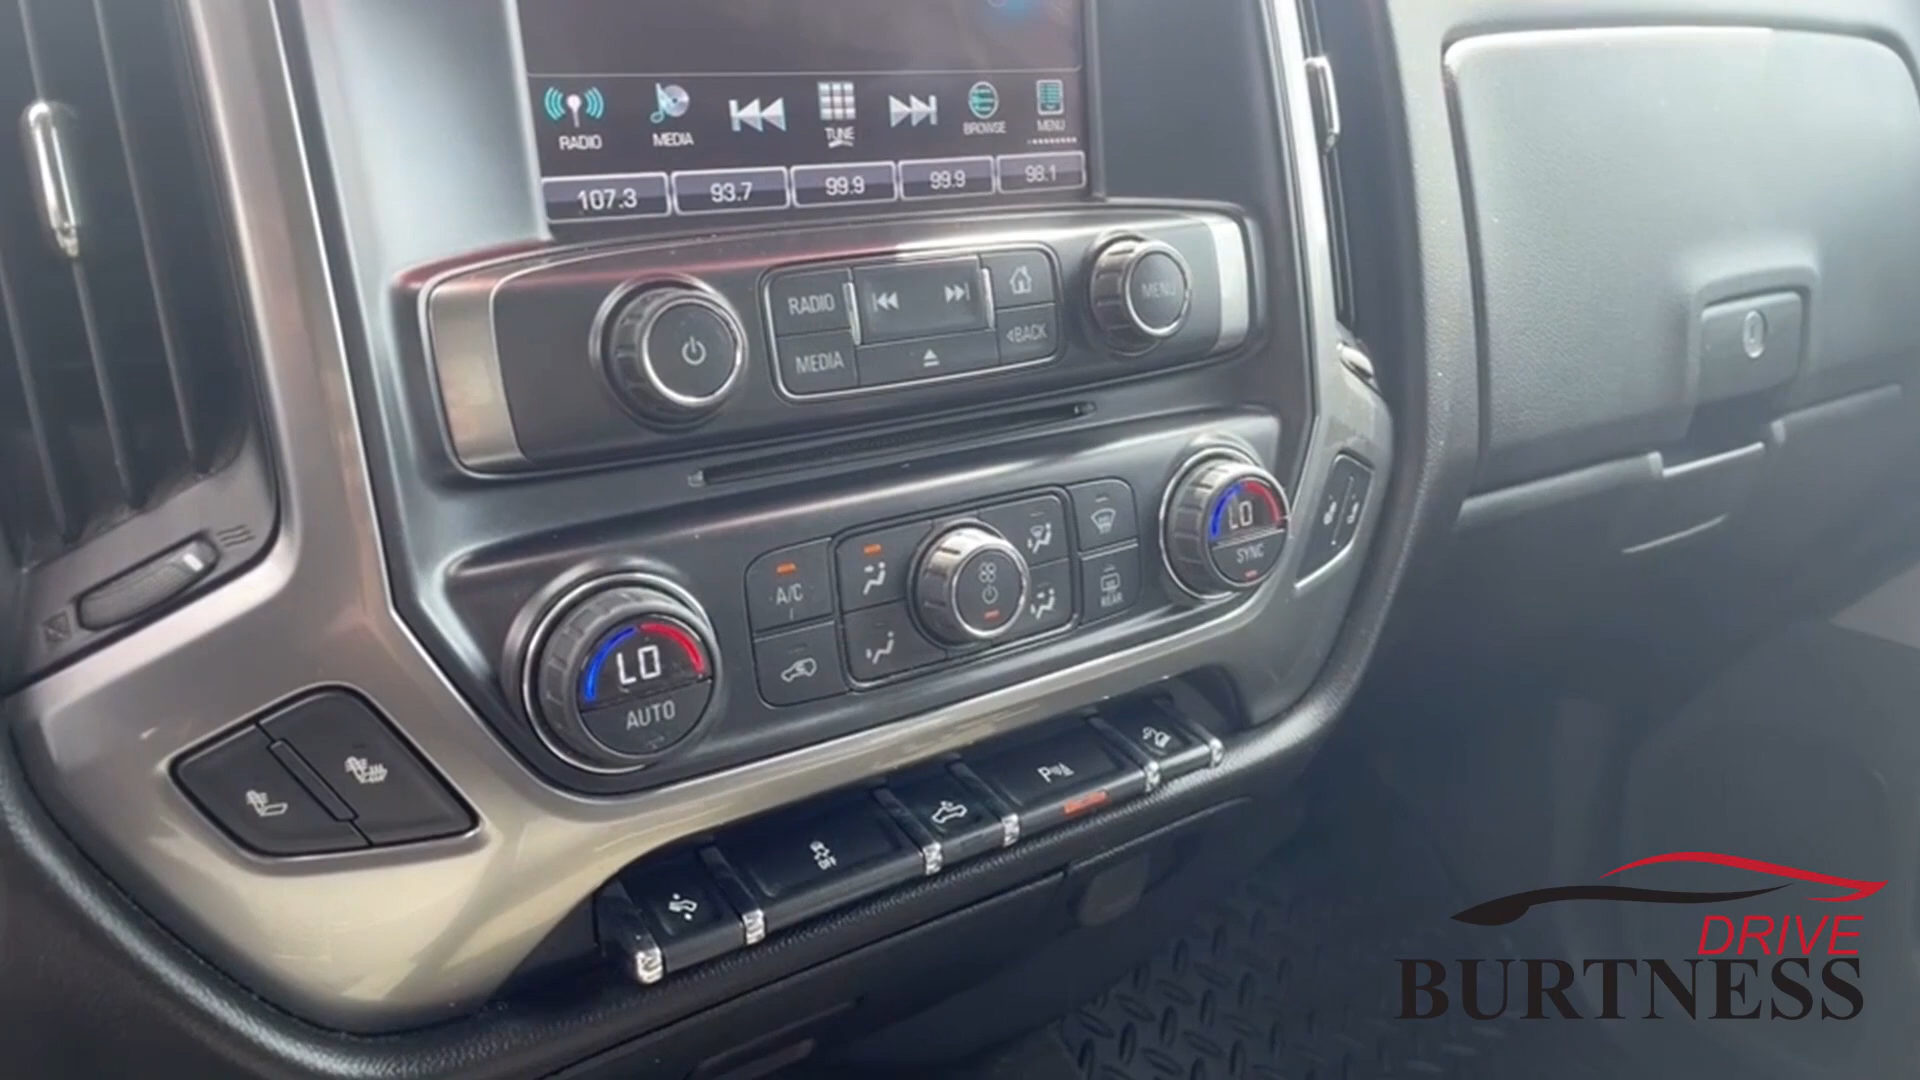 RADIO MEDIA TUNE BROWSE MENU
107.3 93.7 99.9 99.9 98.1
RADIO
MENU
MEDIA
BACK
LO
SYNC
A/C
REAR
LO
AUTO
P
DRIVE
BURTNESS